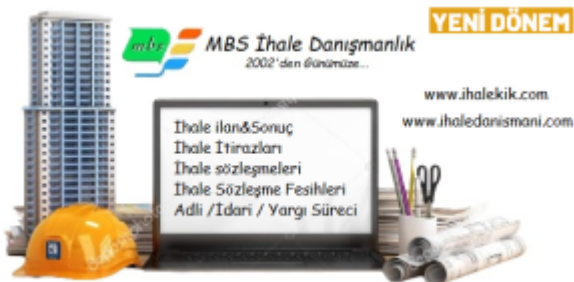 YENİ DÖNEM
mbs
MBS İhale Danışmanlık
2002'den Günümüze...
www.ihalekik.com
www.ihaledanismani.com
İhale ilan&Sonuç
İhale İtirazları
İhale sözleşmeleri
İhale Sözleşme Fesihleri
Adli /İdari / Yargı Süreci